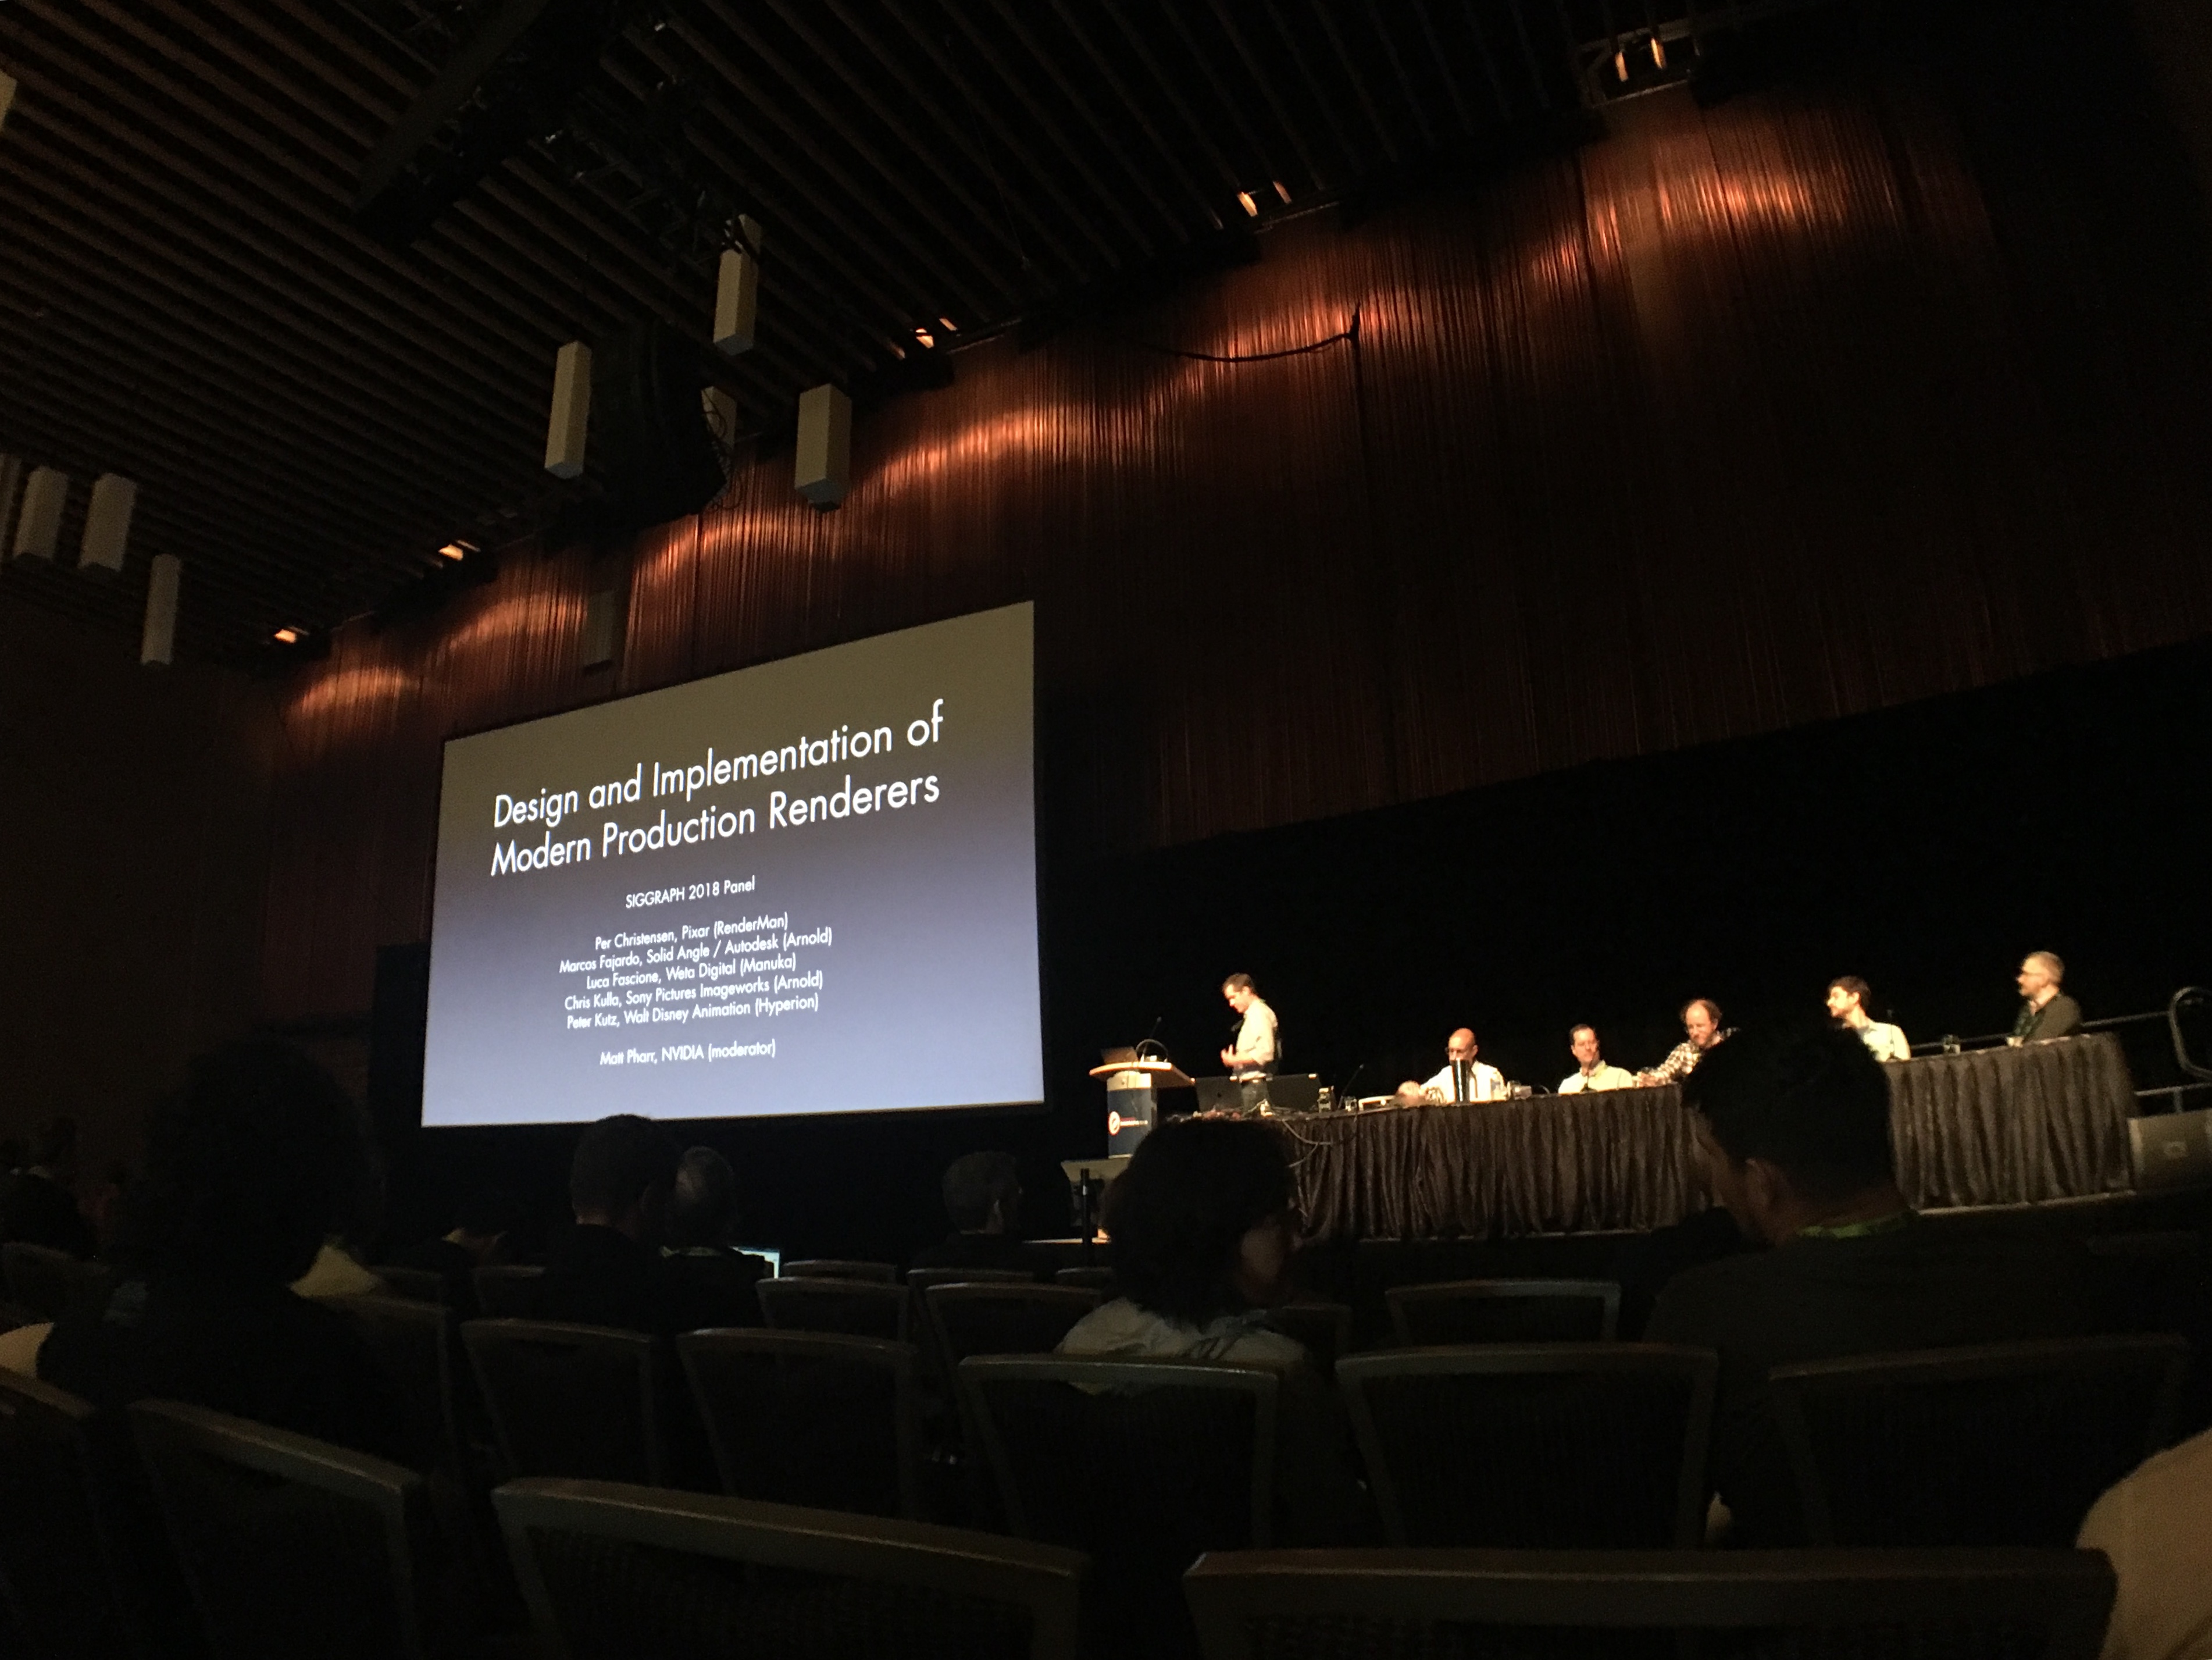 Design and Implementation of
Modern Production Renderers
SIGGRAPH 2018 Panel
Per Christensen, Pixar (RenderMan)
Marcos Fajardo, Solid Angle / Autodesk (Arnold)
Luca Fascione, Weta Digital (Manuka)
Chris Kulla, Sony Pictures Imageworks (Arnold)
Peter Kutz, Walt Disney Animation (Hyperion)
Matt Pharr, NVIDIA (moderator)